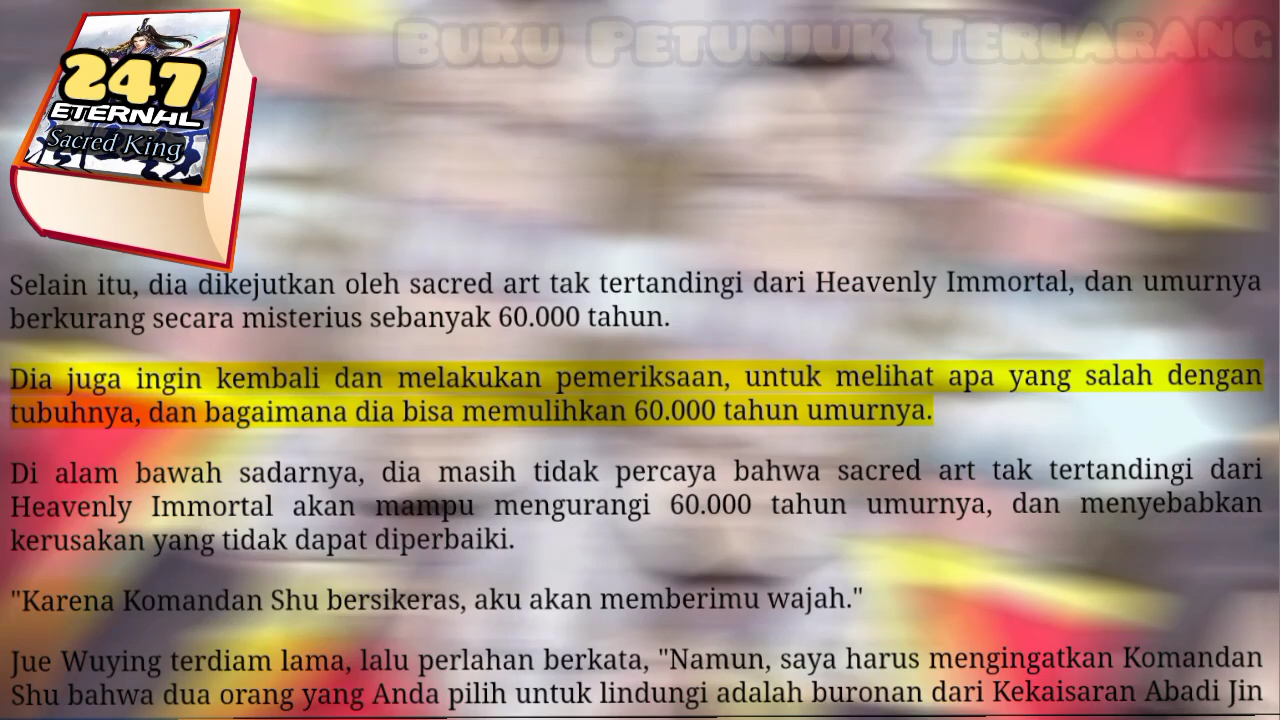 Buku Petunjuk Terlarang
247
ETERNAL
Sacred King
Selain itu, dia dikejutkan oleh sacred art tak tertandingi dari Heavenly Immortal, dan umurnya
berkurang secara misterius sebanyak 60.000 tahun.
Dia juga ingin kembali dan melakukan pemeriksaan, untuk melihat apa yang salah dengan
tubuhnya, dan bagaimana dia bisa memulihkan 60.000 tahun umurnya.
Di alam bawah sadarnya, dia masih tidak percaya bahwa sacred art tak tertandingi dari
Heavenly Immortal akan mampu mengurangi 60.000 tahun umurnya, dan menyebabkan
kerusakan yang tidak dapat diperbaiki.
"Karena Komandan Shu bersikeras, aku akan memberimu wajah."
Jue Wuying terdiam lama, lalu perlahan berkata, "Namun, saya harus mengingatkan Komandan
Shu bahwa dua orang yang Anda pilih untuk lindungi adalah buronan dari Kekaisaran Abadi Jin